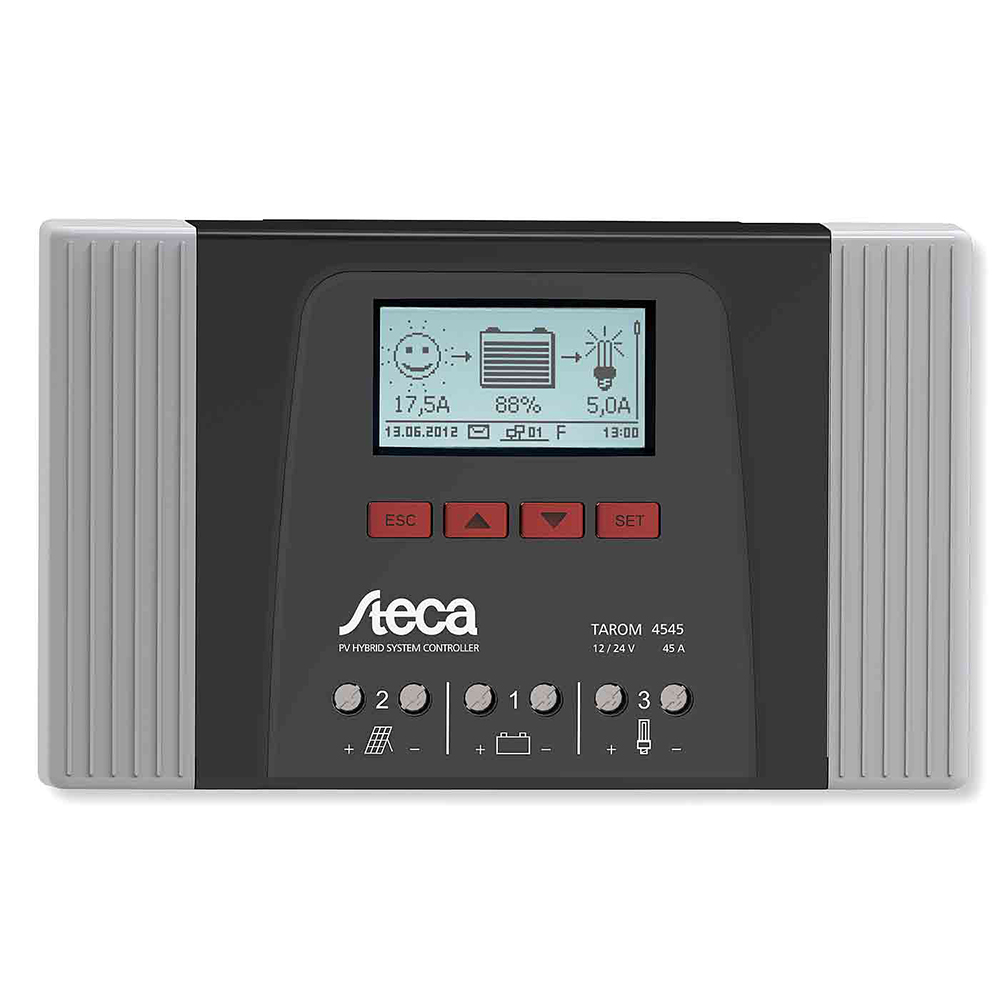 17,5A 88% 5,0A
13.06.2012 01 F 13:00
ESC SET
Steca
PV HYBRID SYSTEM CONTROLLER
TAROM 4545
12 / 24 V 45 A
2 1 3
+ - + - + -